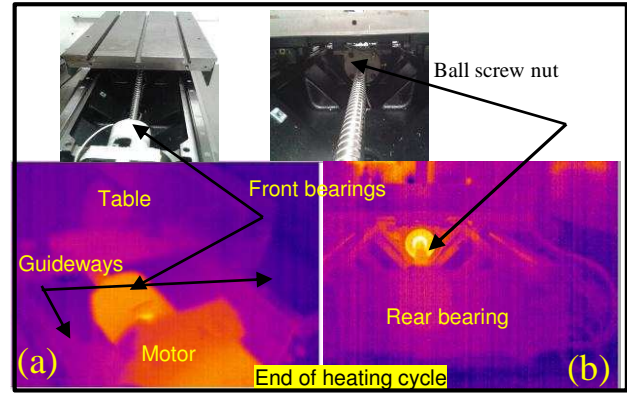 Ball screw nut
Front bearings
Table
Guideways
Rear bearing
Motor
(a)
(b)
End of heating cycle